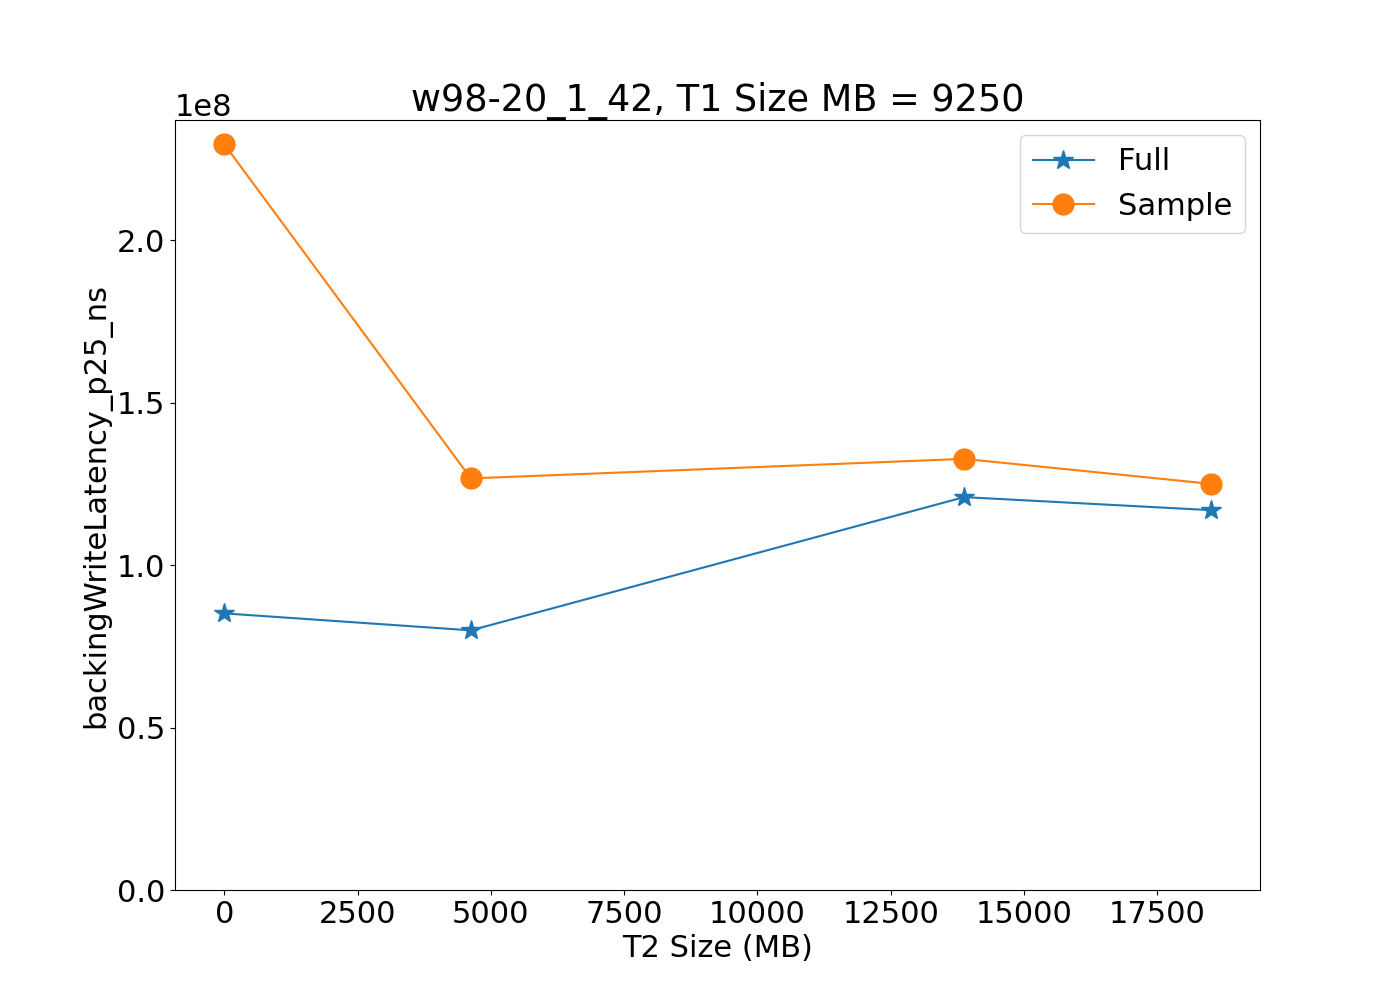 w98-20_1_42, T1 Size MB = 9250
1e8
Full
Sample
2.0
1.5
1.0
0.5
0.0
backingWriteLatency_p25_ns
0 2500 5000 7500 10000 12500 15000 17500
T2 Size (MB)